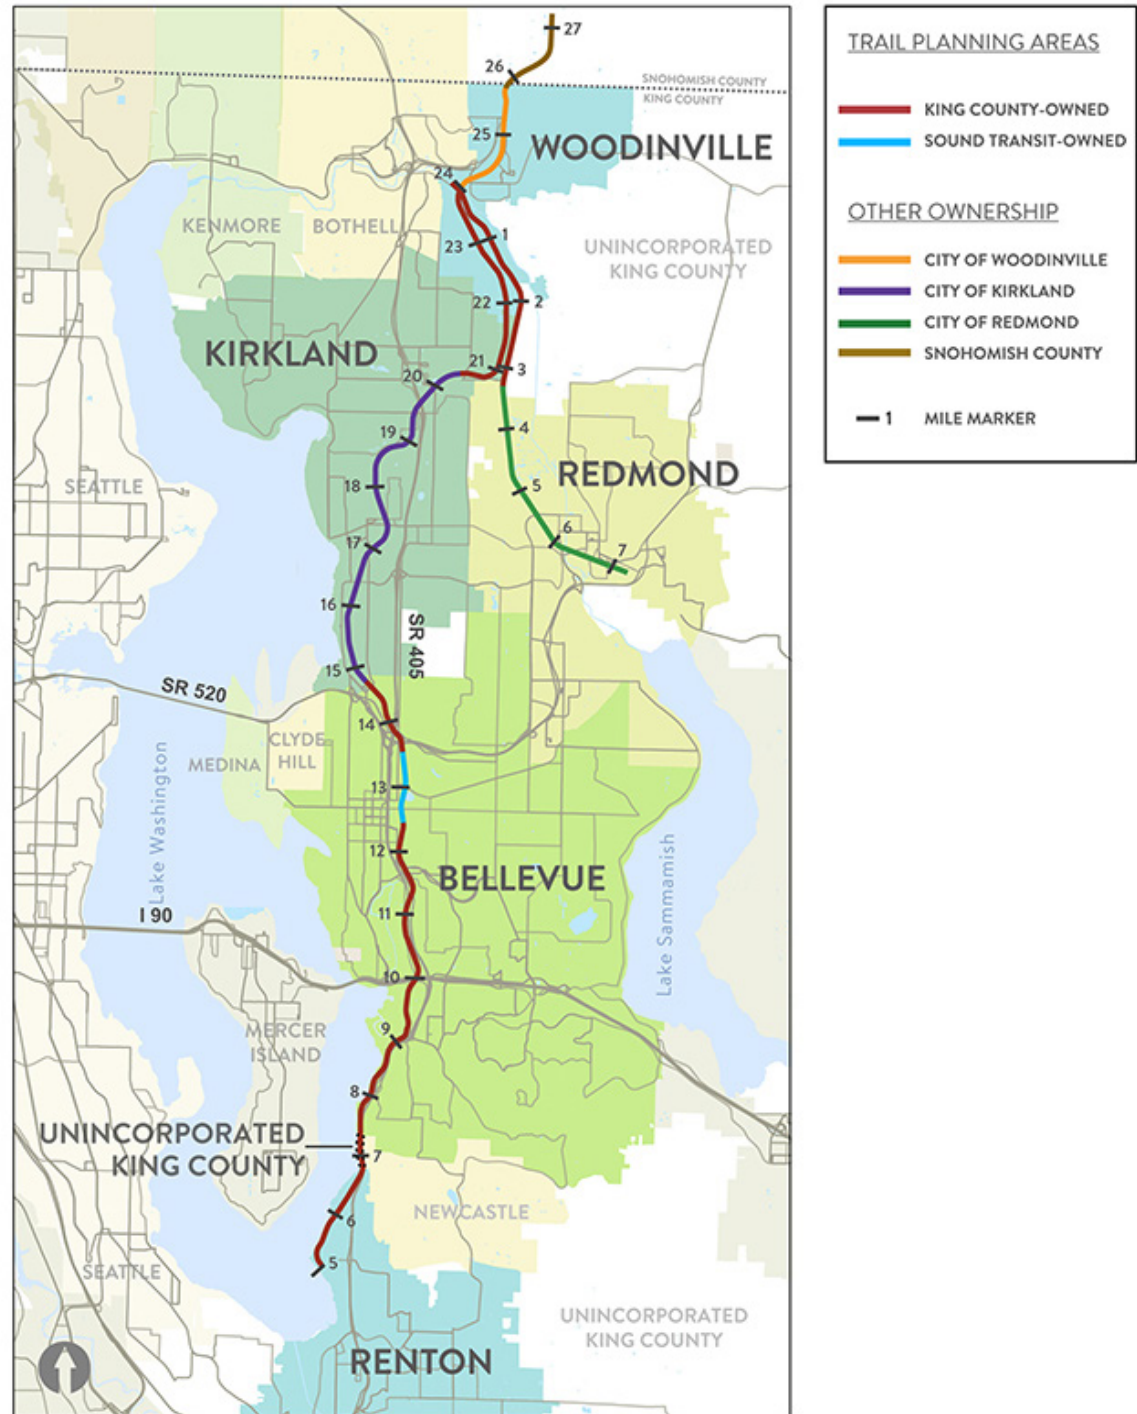 27
26
SNOHOMISH COUNTY
KING COUNTY
25
WOODINVILLE
24
KENMORE
BOTHELL
23
1
UNINCORPORATED
KING COUNTY
22
2
KIRKLAND
21
3
20
19
4
SEATTLE
18
REDMOND
5
17
6
7
16
SR 405
15
SR 520
14
CLYDE
HILL
MEDINA
13
Lake Washington
12
BELLEVUE
11
I 90
Lake Sammamish
10
MERCER
ISLAND
9
8
UNINCORPORATED
KING COUNTY
7
6
NEWCASTLE
5
SEATTLE
UNINCORPORATED
KING COUNTY
RENTON
TRAIL PLANNING AREAS
KING COUNTY-OWNED
SOUND TRANSIT-OWNED
OTHER OWNERSHIP
CITY OF WOODINVILLE
CITY OF KIRKLAND
CITY OF REDMOND
SNOHOMISH COUNTY
1 MILE MARKER